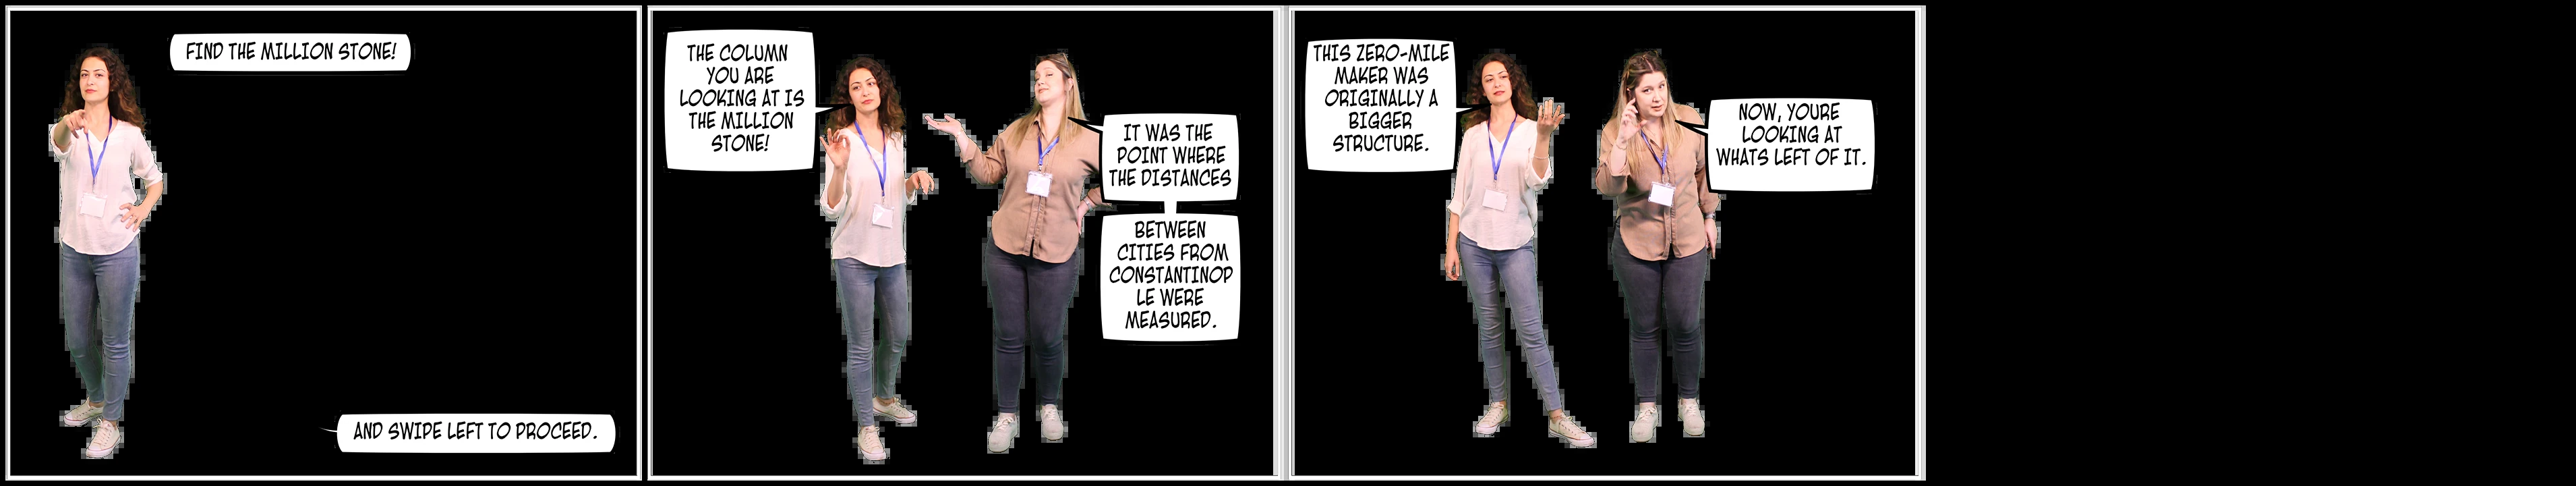 FIND THE MILLION STONE!
AND SWIPE LEFT TO PROCEED.
THE COLUMN
YOU ARE
LOOKING AT IS
THE MILLION
STONE!
IT WAS THE
POINT WHERE
THE DISTANCES
BETWEEN
CITIES FROM
CONSTANTINOP
LE WERE
MEASURED.
THIS ZERO-MILE
MAKER WAS
ORIGINALLY A
BIGGER
STRUCTURE.
NOW, YOURE
LOOKING AT
WHATS LEFT OF IT.